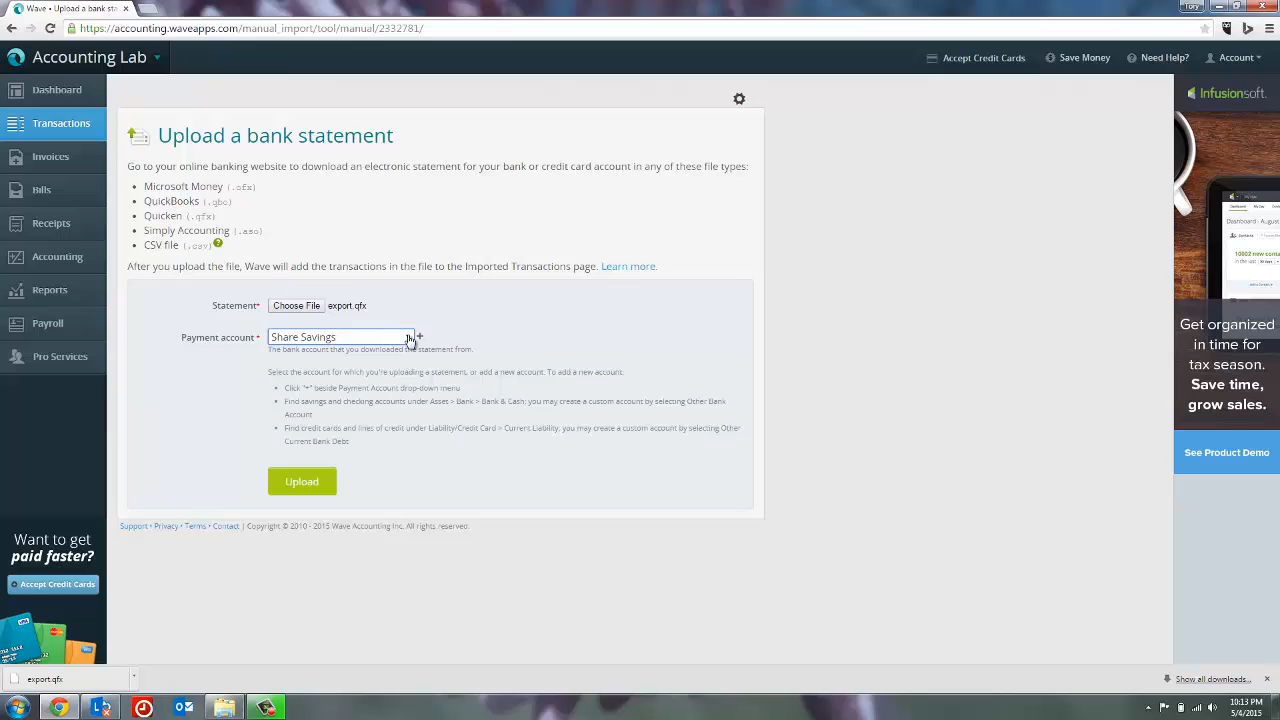 Wave • Upload a bank sta
Tory
https://accounting.waveapps.com/manual_import/tool/manual/2332781/
Accounting Lab
Accept Credit Cards
Save Money
Need Help?
Account
Dashboard
Transactions
Invoices
Bills
Receipts
Accounting
Reports
Payroll
Pro Services
Want to get
paid faster?
Accept Credit Cards
Upload a bank statement
Go to your online banking website to download an electronic statement for your bank or credit card account in any of these file types:
• Microsoft Money (.ofx)
• QuickBooks (.qbo)
• Quicken (.qfx)
• Simply Accounting (.aso)
• CSV file (.csv) ?
After you upload the file, Wave will add the transactions in the file to the Imported Transactions page. Learn more.
Statement* Choose File export.qfx
Payment account * Share Savings +
The bank account that you downloaded the statement from.
Select the account for which you're uploading a statement, or add a new account. To add a new account:
• Click "+" beside Payment Account drop-down menu
• Find savings and checking accounts under Asset > Bank > Bank & Cash; you may create a custom account by selecting Other Bank
Account
• Find credit cards and lines of credit under Liability/Credit Card > Current Liability; you may create a custom account by selecting Other
Current Bank Debt
Upload
Support • Privacy • Terms • Contact | Copyright © 2010 - 2015 Wave Accounting Inc. All rights reserved.
Infusionsoft.
Get organized
in time for
tax season.
Save time,
grow sales.
See Product Demo
export.qfx
Show all downloads...
10:13 PM
5/4/2015